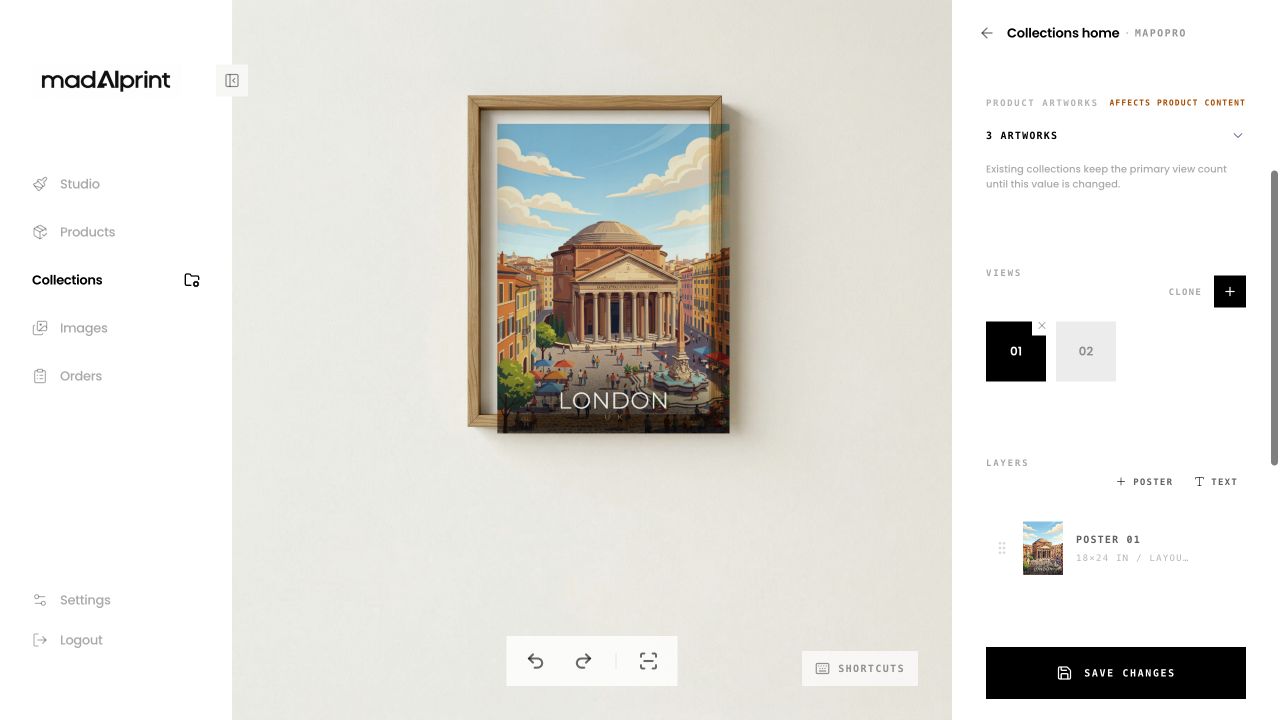 madAIprint
Studio
Products
Collections
Images
Orders
Settings
Logout
LONDON
UK
SHORTCUTS
Collections home · MAPOPRO
PRODUCT ARTWORKS AFFECTS PRODUCT CONTENT
3 ARTWORKS
Existing collections keep the primary view count
until this value is changed.
VIEWS
CLONE
01 02
LAYERS
+ POSTER TEXT
POSTER 01
18×24 IN / LAYOU…
SAVE CHANGES